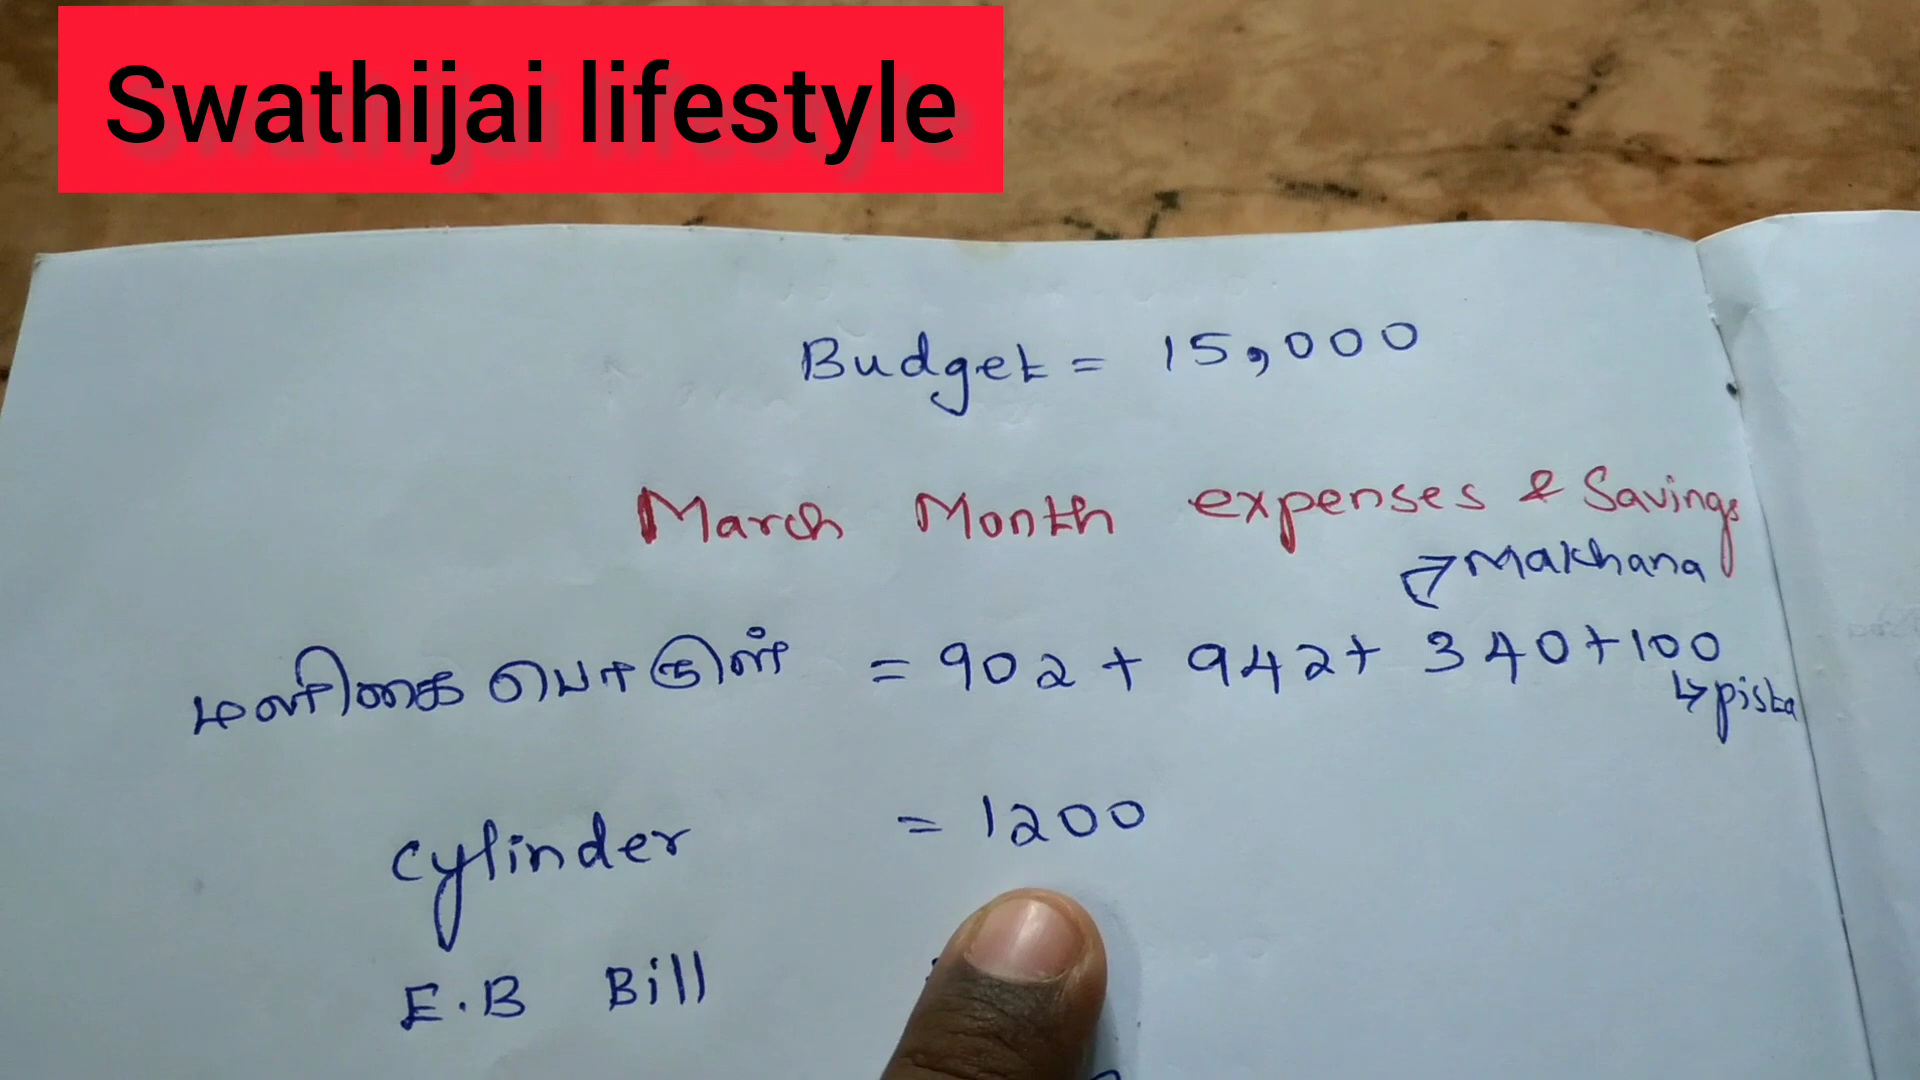 Swathijai lifestyle
Budget = 15,000
March Month expenses & Savings
→ Makhana
மளிகை பொருள் = 902 + 942 + 340 + 100
↳ pista
cylinder = 1200
E.B Bill